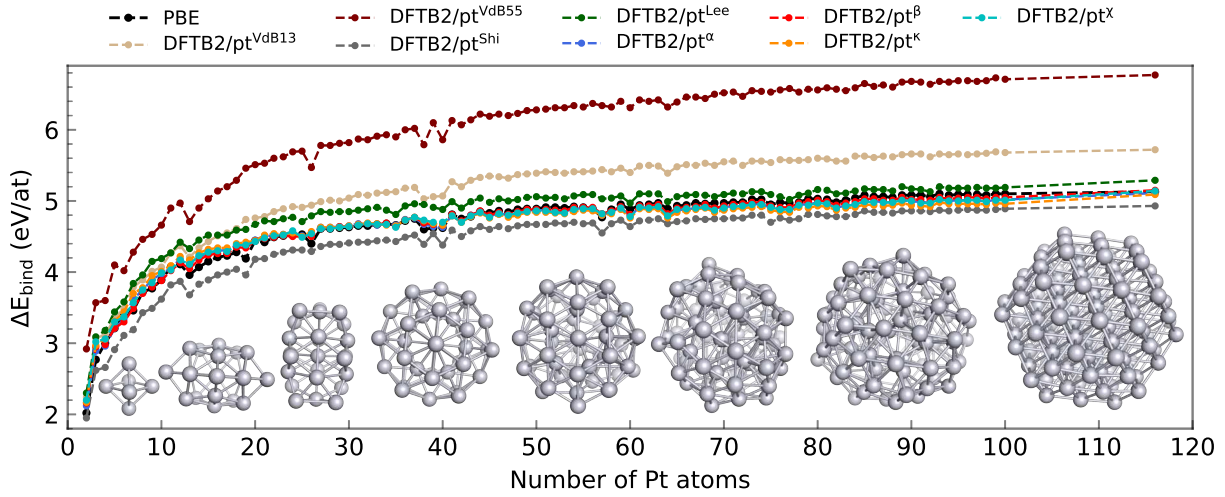 PBE DFTB2/pt^VdB55 DFTB2/pt^Lee DFTB2/pt^β DFTB2/pt^χ
DFTB2/pt^VdB13 DFTB2/pt^Shi DFTB2/pt^α DFTB2/pt^κ
6
5
4
3
2
ΔE_bind (eV/at)
0 10 20 30 40 50 60 70 80 90 100 110 120
Number of Pt atoms